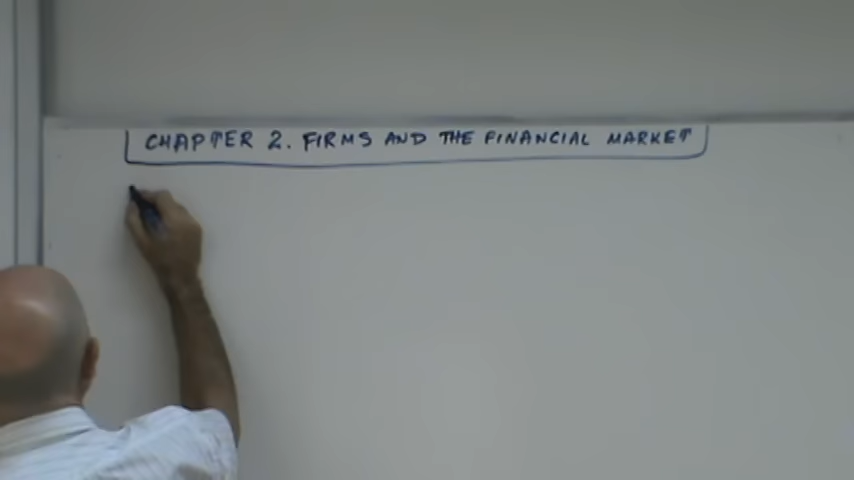 CHAPTER 2. FIRMS AND THE FINANCIAL MARKET